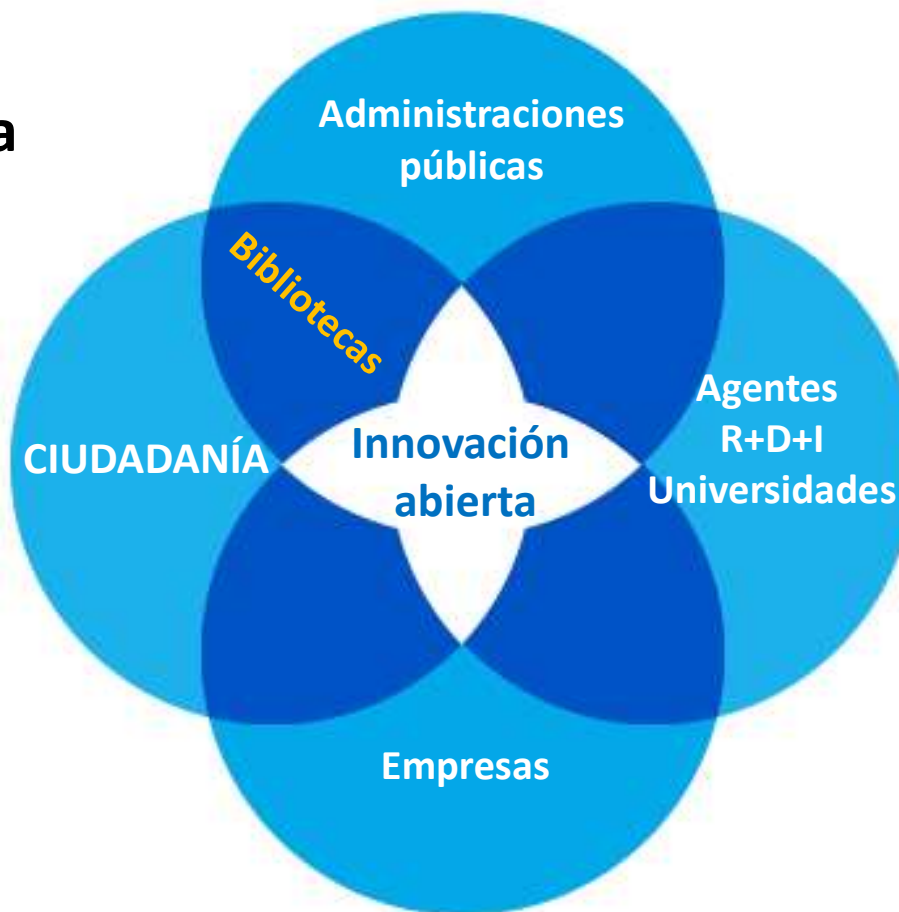 a
Administraciones
públicas
Bibliotecas
CIUDADANÍA
Innovación
abierta
Agentes
R+D+I
Universidades
Empresas